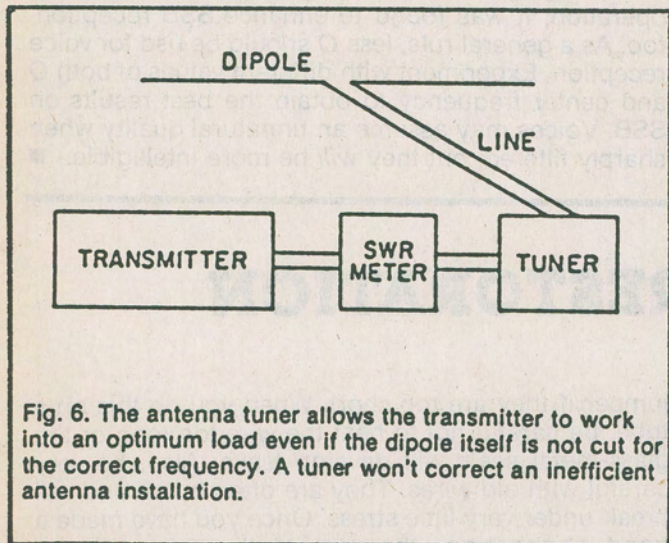 DIPOLE
LINE
TRANSMITTER
SWR
METER
TUNER
Fig. 6. The antenna tuner allows the transmitter to work
into an optimum load even if the dipole itself is not cut for
the correct frequency. A tuner won't correct an inefficient
antenna installation.